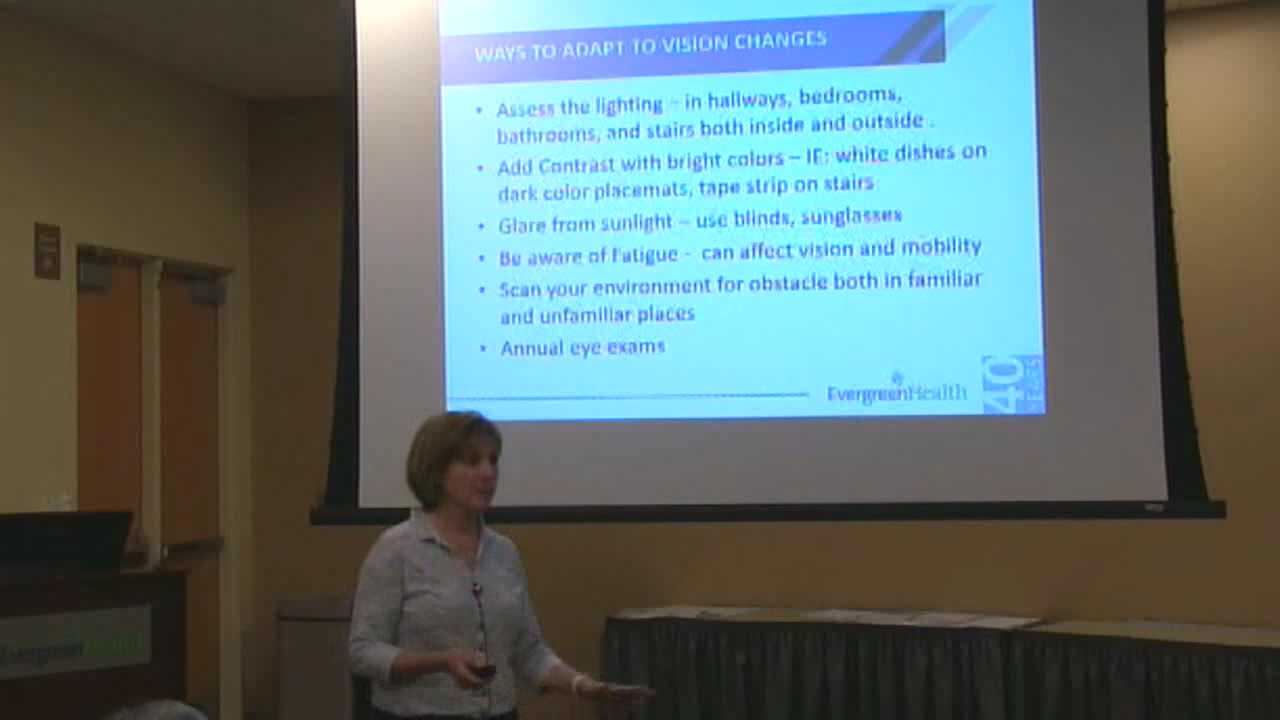 WAYS TO ADAPT TO VISION CHANGES
• Assess the lighting – in hallways, bedrooms,
bathrooms, and stairs both inside and outside .
• Add Contrast with bright colors – IE: white dishes on
dark color placemats, tape strip on stairs
• Glare from sunlight – use blinds, sunglasses
• Be aware of Fatigue - can affect vision and mobility
• Scan your environment for obstacle both in familiar
and unfamiliar places
• Annual eye exams
EvergreenHealth
40
YEARS
EvergreenHealth